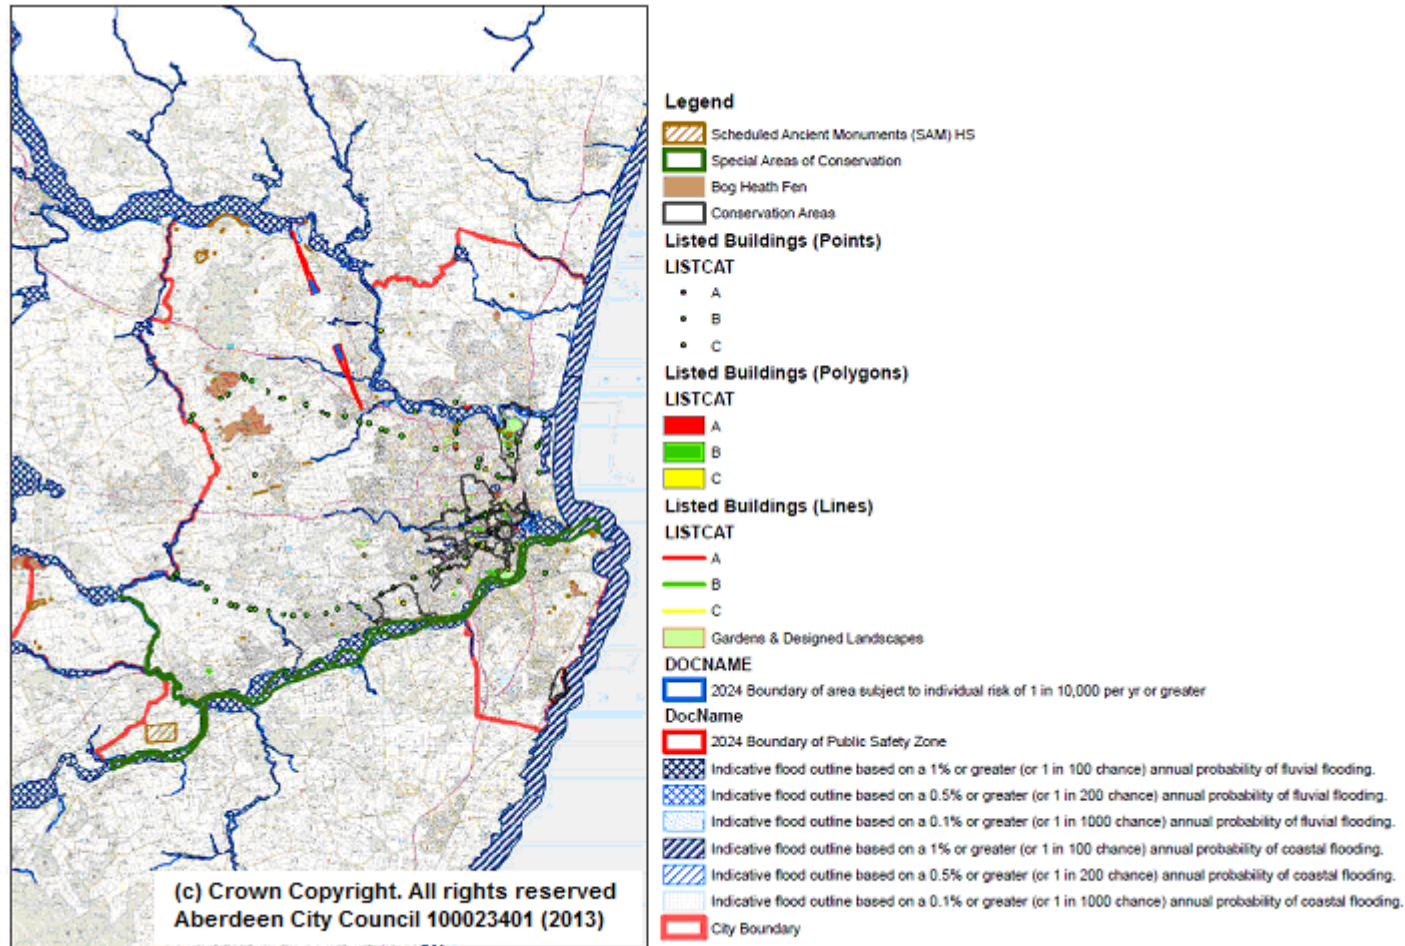 Legend
Scheduled Ancient Monuments (SAM) HS
Special Areas of Conservation
Bog Heath Fen
Conservation Areas
Listed Buildings (Points)
LISTCAT
A
B
C
Listed Buildings (Polygons)
LISTCAT
A
B
C
Listed Buildings (Lines)
LISTCAT
A
B
C
Gardens & Designed Landscapes
DOCNAME
2024 Boundary of area subject to individual risk of 1 in 10,000 per yr or greater
DocName
2024 Boundary of Public Safety Zone
Indicative flood outline based on a 1% or greater (or 1 in 100 chance) annual probability of fluvial flooding.
Indicative flood outline based on a 0.5% or greater (or 1 in 200 chance) annual probability of fluvial flooding.
Indicative flood outline based on a 0.1% or greater (or 1 in 1000 chance) annual probability of fluvial flooding.
Indicative flood outline based on a 1% or greater (or 1 in 100 chance) annual probability of coastal flooding.
Indicative flood outline based on a 0.5% or greater (or 1 in 200 chance) annual probability of coastal flooding.
Indicative flood outline based on a 0.1% or greater (or 1 in 1000 chance) annual probability of coastal flooding.
City Boundary
(c) Crown Copyright. All rights reserved
Aberdeen City Council 100023401 (2013)